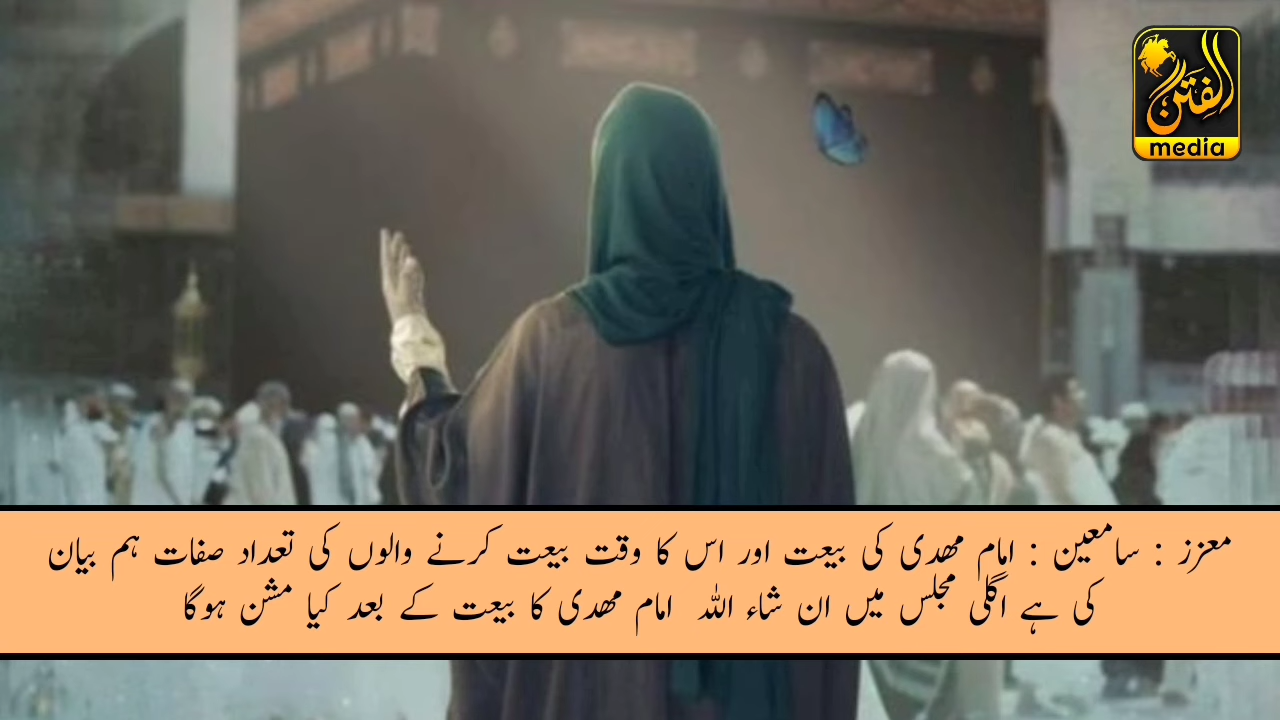 الفتن
media
معزز : سامعین : امام مھدی کی بیعت اور اس کا وقت بیعت کرنے والوں کی تعداد صفات ہم بیان
کی ہے اگلی مجلس میں ان شاء اللہ امام مھدی کا بیعت کے بعد کیا مشن ہوگا